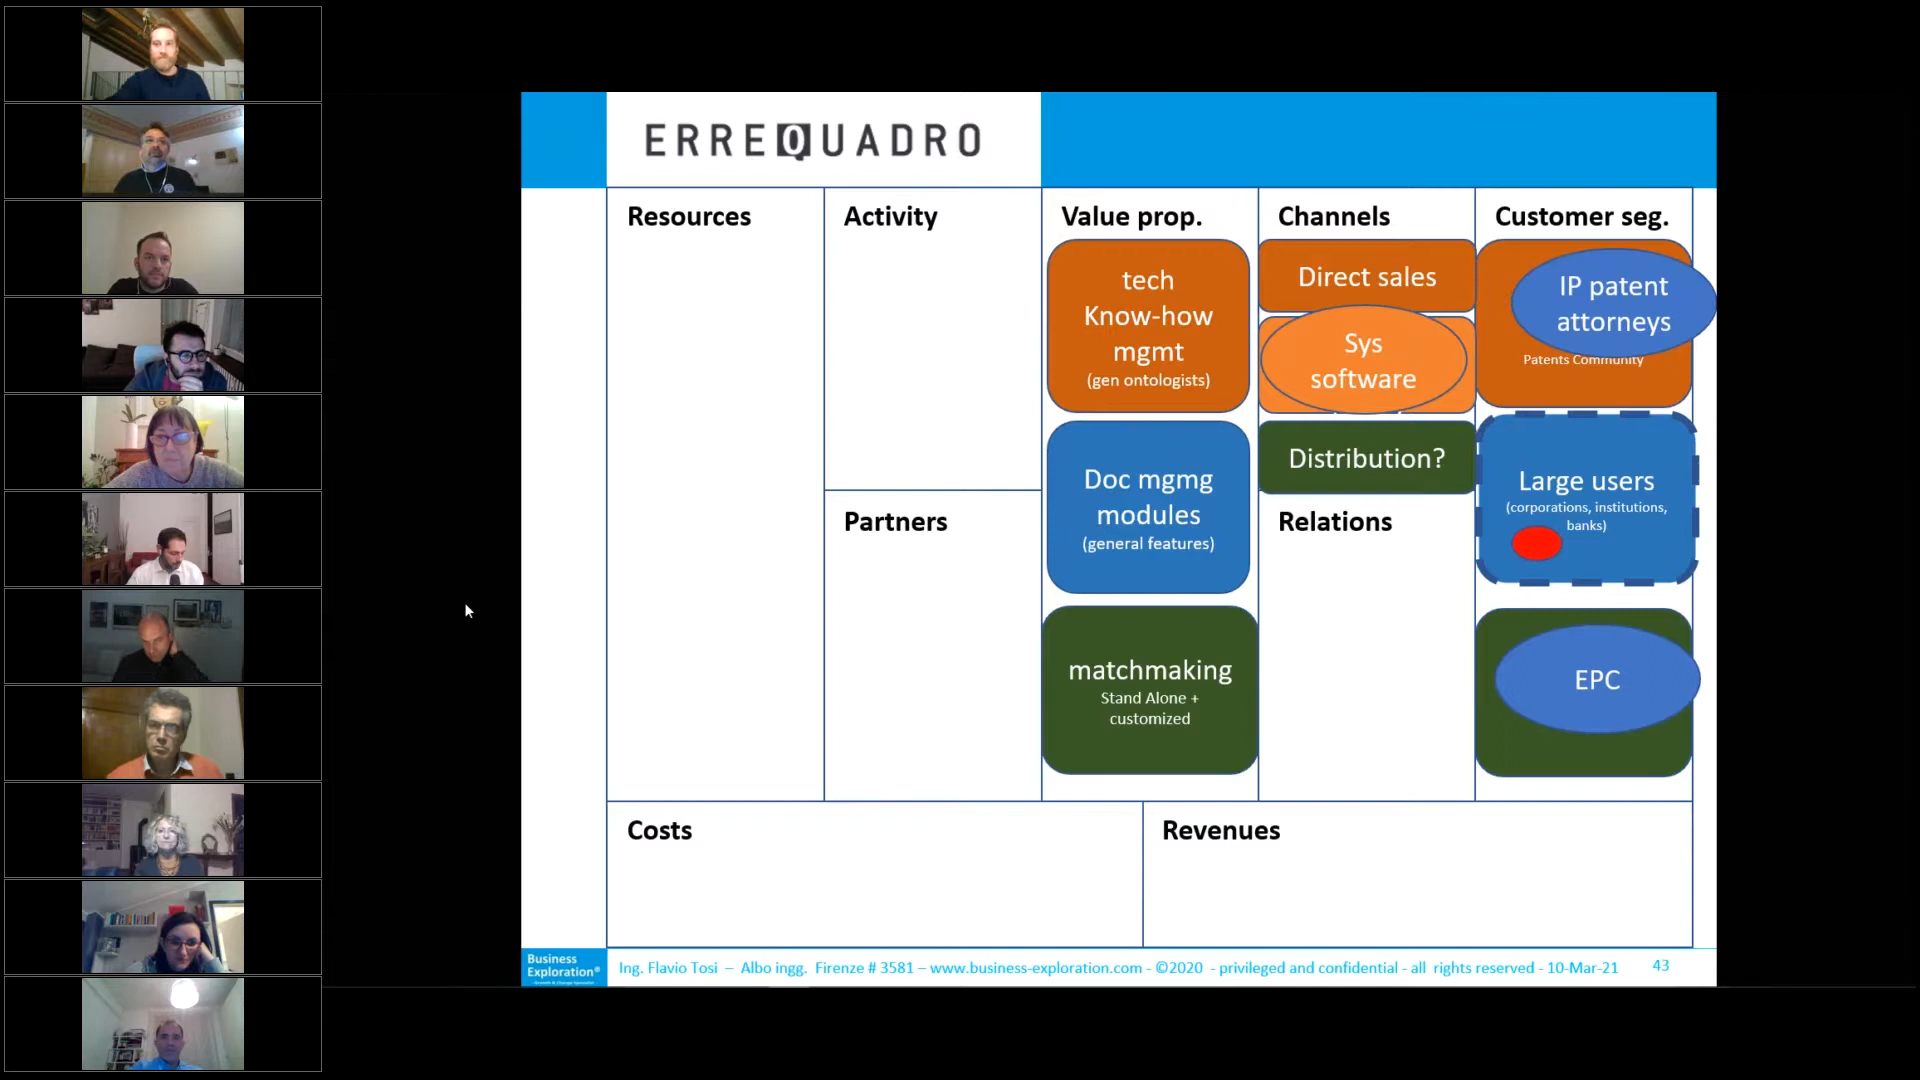 ERREQUADRO
Resources
Activity
Value prop.
Channels
Customer seg.
tech
Know-how
mgmt
(gen ontologists)
Direct sales
Sys
software
IP patent
attorneys
Patents Community
Doc mgmg
modules
(general features)
Distribution?
Large users
(corporations, institutions,
banks)
Partners
Relations
matchmaking
Stand Alone +
customized
EPC
Costs
Revenues
Business
Exploration®
Ing. Flavio Tosi – Albo ingg. Firenze # 3581 – www.business-exploration.com - ©2020 - privileged and confidential - all rights reserved - 10-Mar-21
43